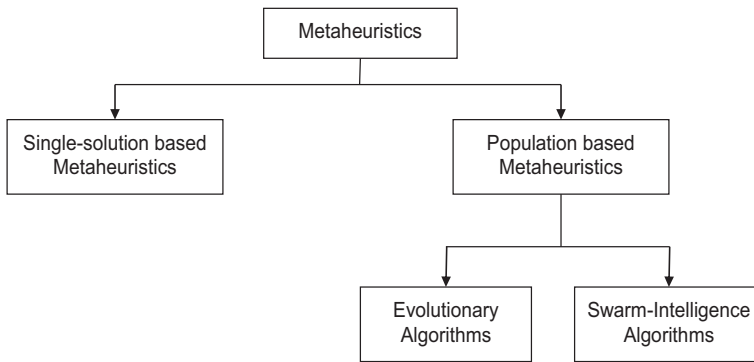 Metaheuristics
Single-solution based
Metaheuristics
Population based
Metaheuristics
Evolutionary
Algorithms
Swarm-Intelligence
Algorithms